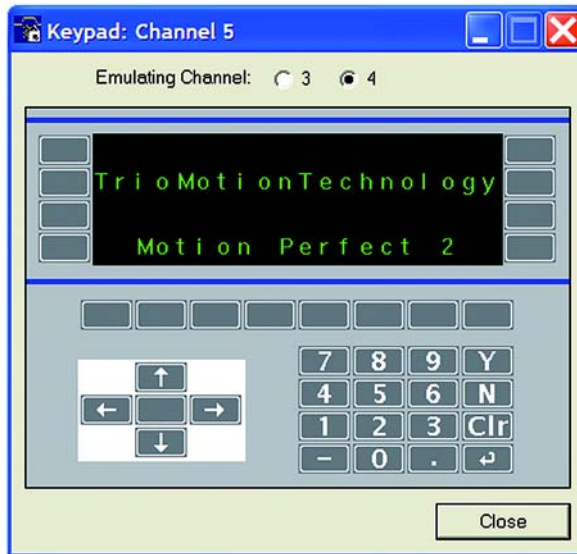 Keypad: Channel 5
Emulating Channel: 3 4
TrioMotionTechnology
Motion Perfect 2
7 8 9 Y
4 5 6 N
1 2 3 Clr
- 0 .
Close